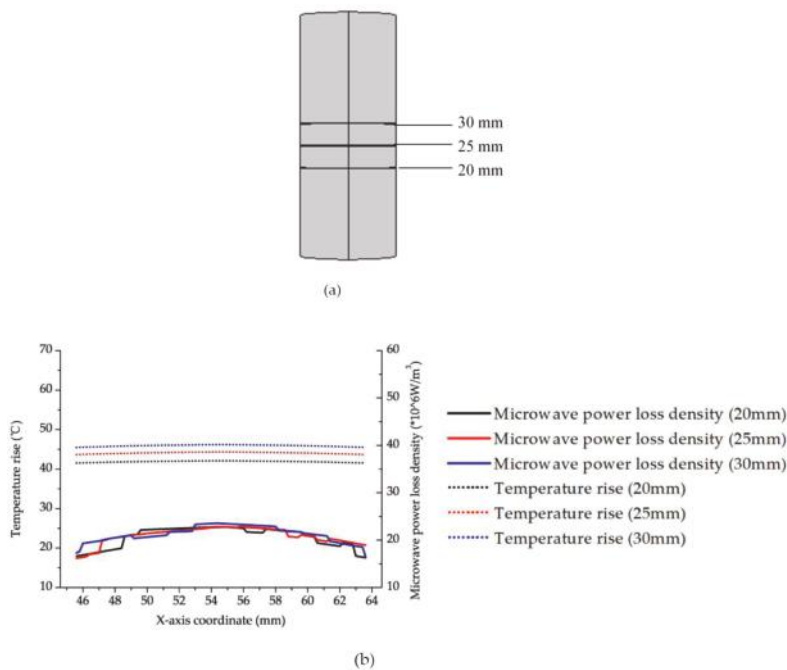 30 mm
25 mm
20 mm
(a)
70
60
50
40
30
20
10
Temperature rise (℃)
60
50
40
30
20
10
Microwave power loss density (*10^6W/m³)
46 48 50 52 54 56 58 60 62 64
X-axis coordinate (mm)
Microwave power loss density (20mm)
Microwave power loss density (25mm)
Microwave power loss density (30mm)
Temperature rise (20mm)
Temperature rise (25mm)
Temperature rise (30mm)
(b)